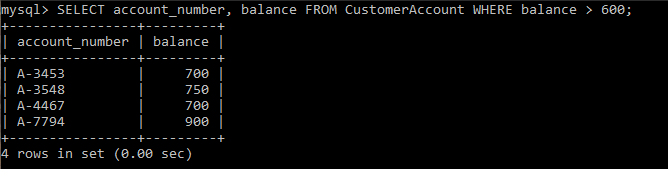 mysql> SELECT account_number, balance FROM CustomerAccount WHERE balance > 600;
+----------------+---------+
| account_number | balance |
+----------------+---------+
| A-3453         |     700 |
| A-3548         |     750 |
| A-4467         |     700 |
| A-7794         |     900 |
+----------------+---------+
4 rows in set (0.00 sec)